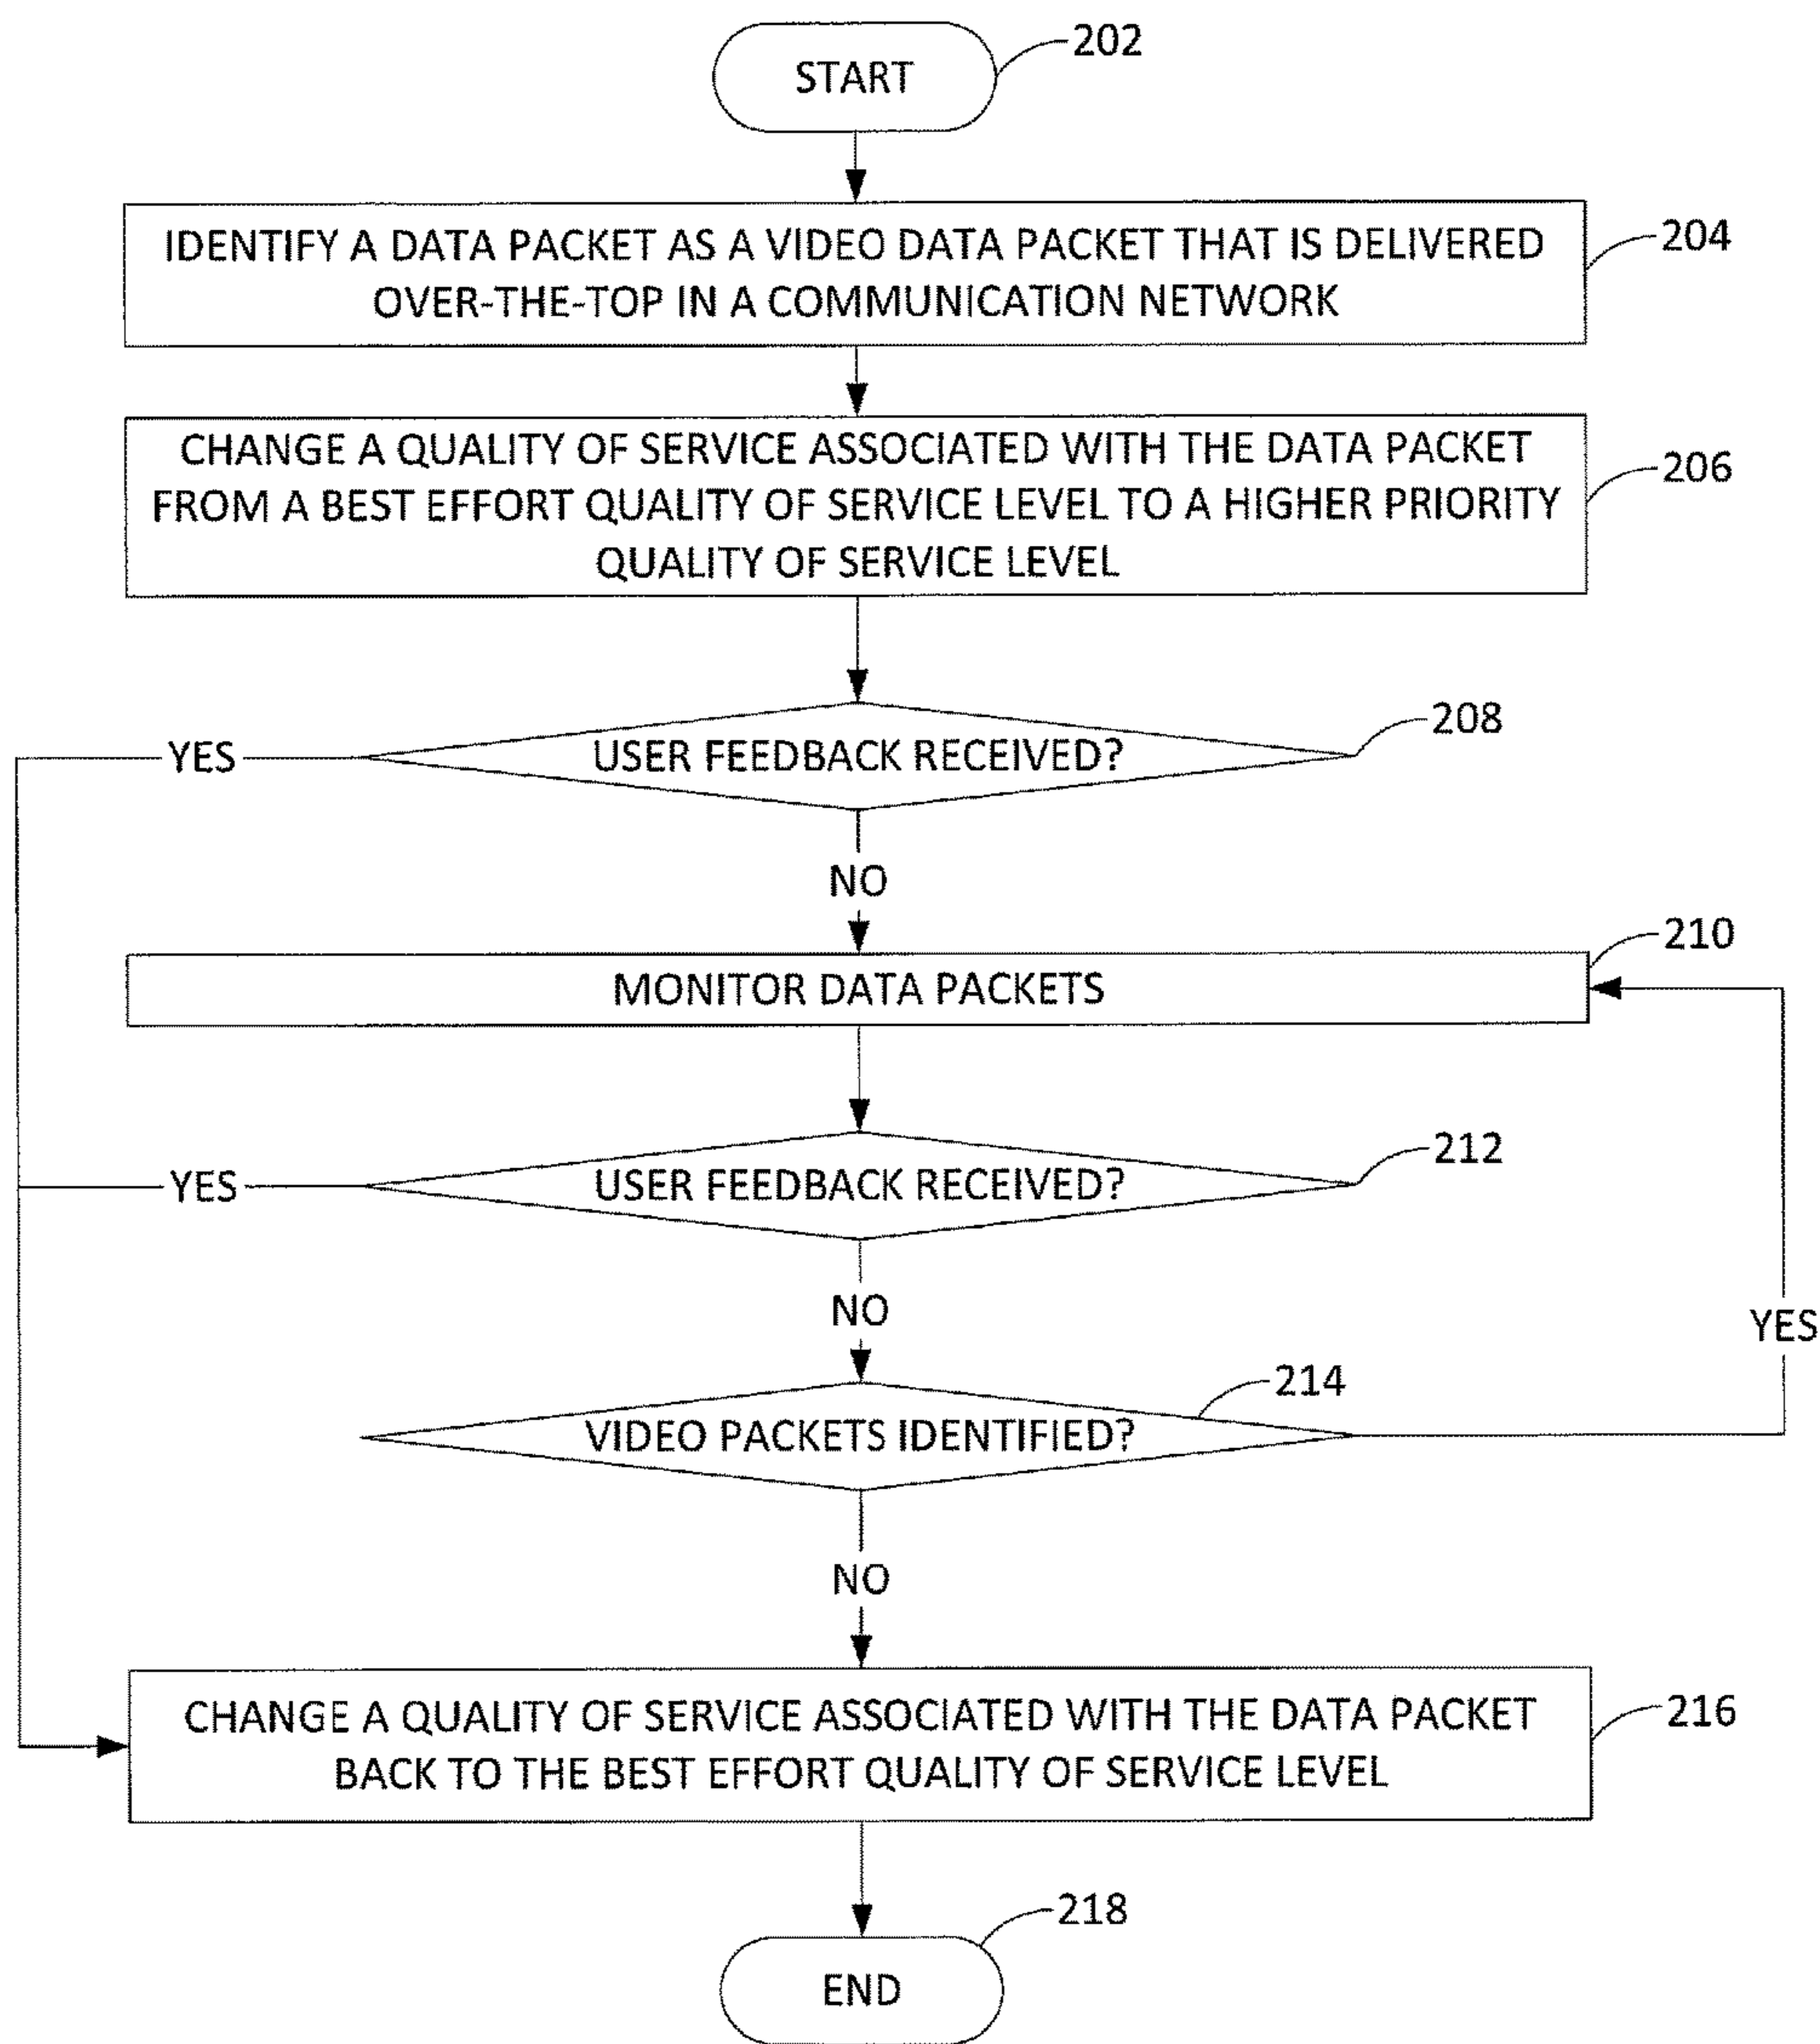 START
202
IDENTIFY A DATA PACKET AS A VIDEO DATA PACKET THAT IS DELIVERED
OVER-THE-TOP IN A COMMUNICATION NETWORK
204
CHANGE A QUALITY OF SERVICE ASSOCIATED WITH THE DATA PACKET
FROM A BEST EFFORT QUALITY OF SERVICE LEVEL TO A HIGHER PRIORITY
QUALITY OF SERVICE LEVEL
206
USER FEEDBACK RECEIVED?
208
YES
NO
MONITOR DATA PACKETS
210
USER FEEDBACK RECEIVED?
212
YES
NO
VIDEO PACKETS IDENTIFIED?
214
YES
NO
CHANGE A QUALITY OF SERVICE ASSOCIATED WITH THE DATA PACKET
BACK TO THE BEST EFFORT QUALITY OF SERVICE LEVEL
216
END
218